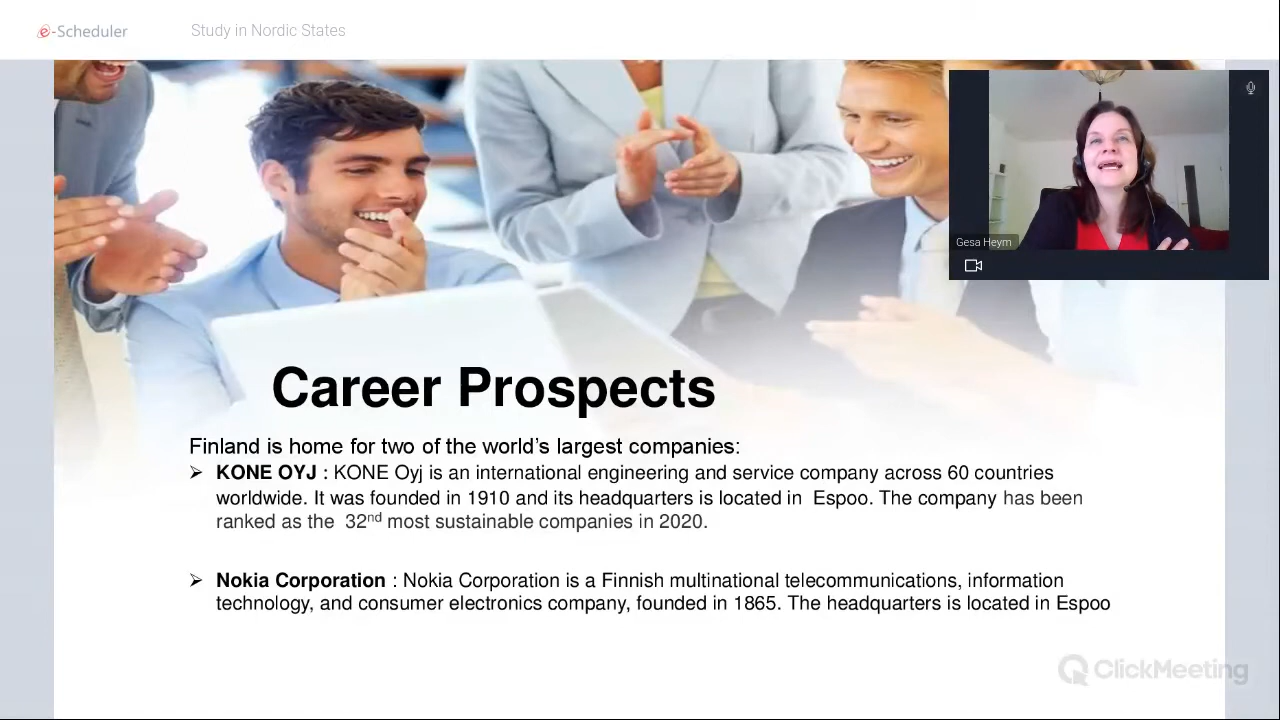 e-Scheduler
Study in Nordic States
Gesa Heym
Career Prospects
Finland is home for two of the world's largest companies:
➢ KONE OYJ : KONE Oyj is an international engineering and service company across 60 countries
worldwide. It was founded in 1910 and its headquarters is located in Espoo. The company has been
ranked as the 32nd most sustainable companies in 2020.
➢ Nokia Corporation : Nokia Corporation is a Finnish multinational telecommunications, information
technology, and consumer electronics company, founded in 1865. The headquarters is located in Espoo
ClickMeeting